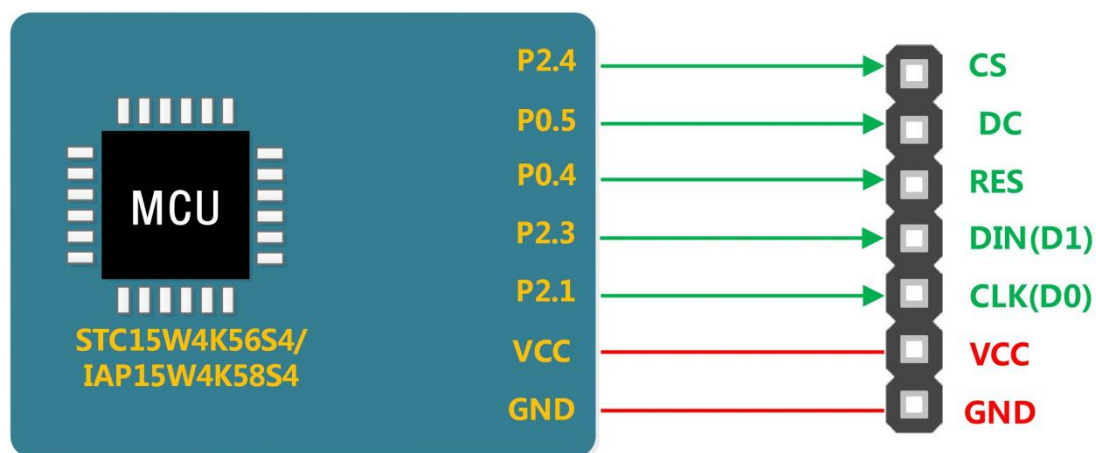 P2.4 CS
P0.5 DC
P0.4 RES
MCU
P2.3 DIN(D1)
P2.1 CLK(D0)
STC15W4K56S4/
IAP15W4K58S4
VCC VCC
GND GND